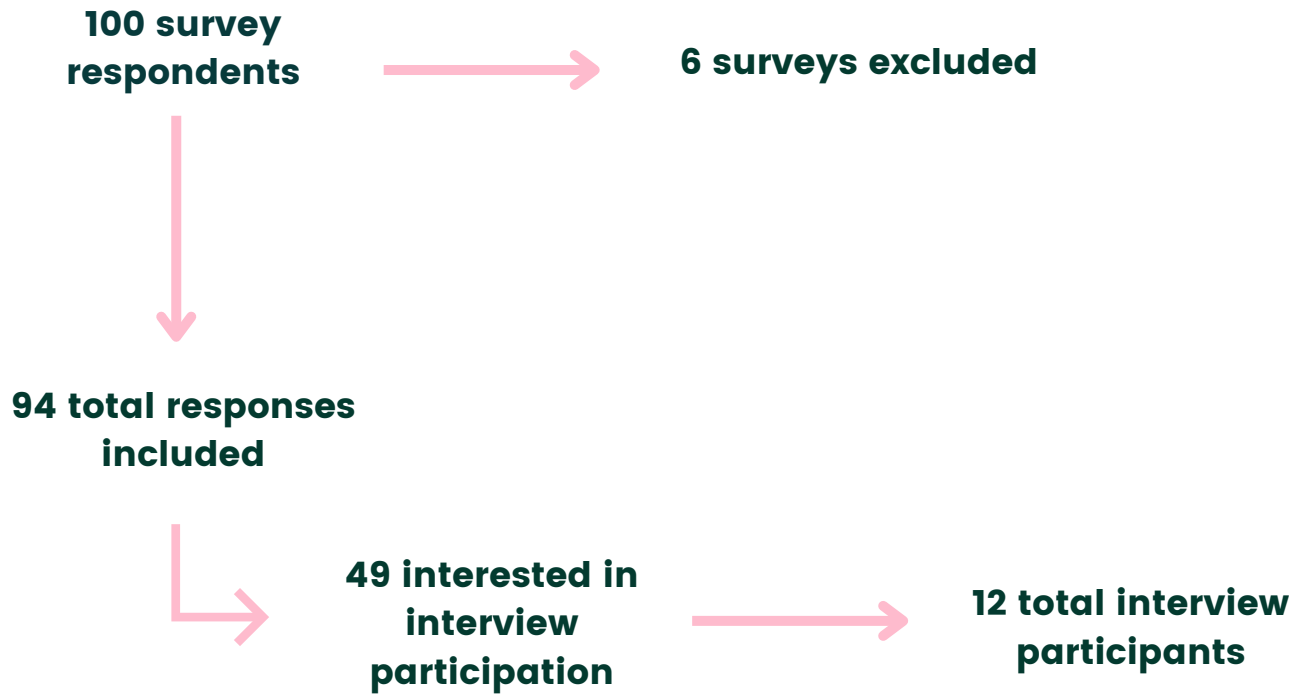 100 survey
respondents
6 surveys excluded
94 total responses
included
49 interested in
interview
participation
12 total interview
participants